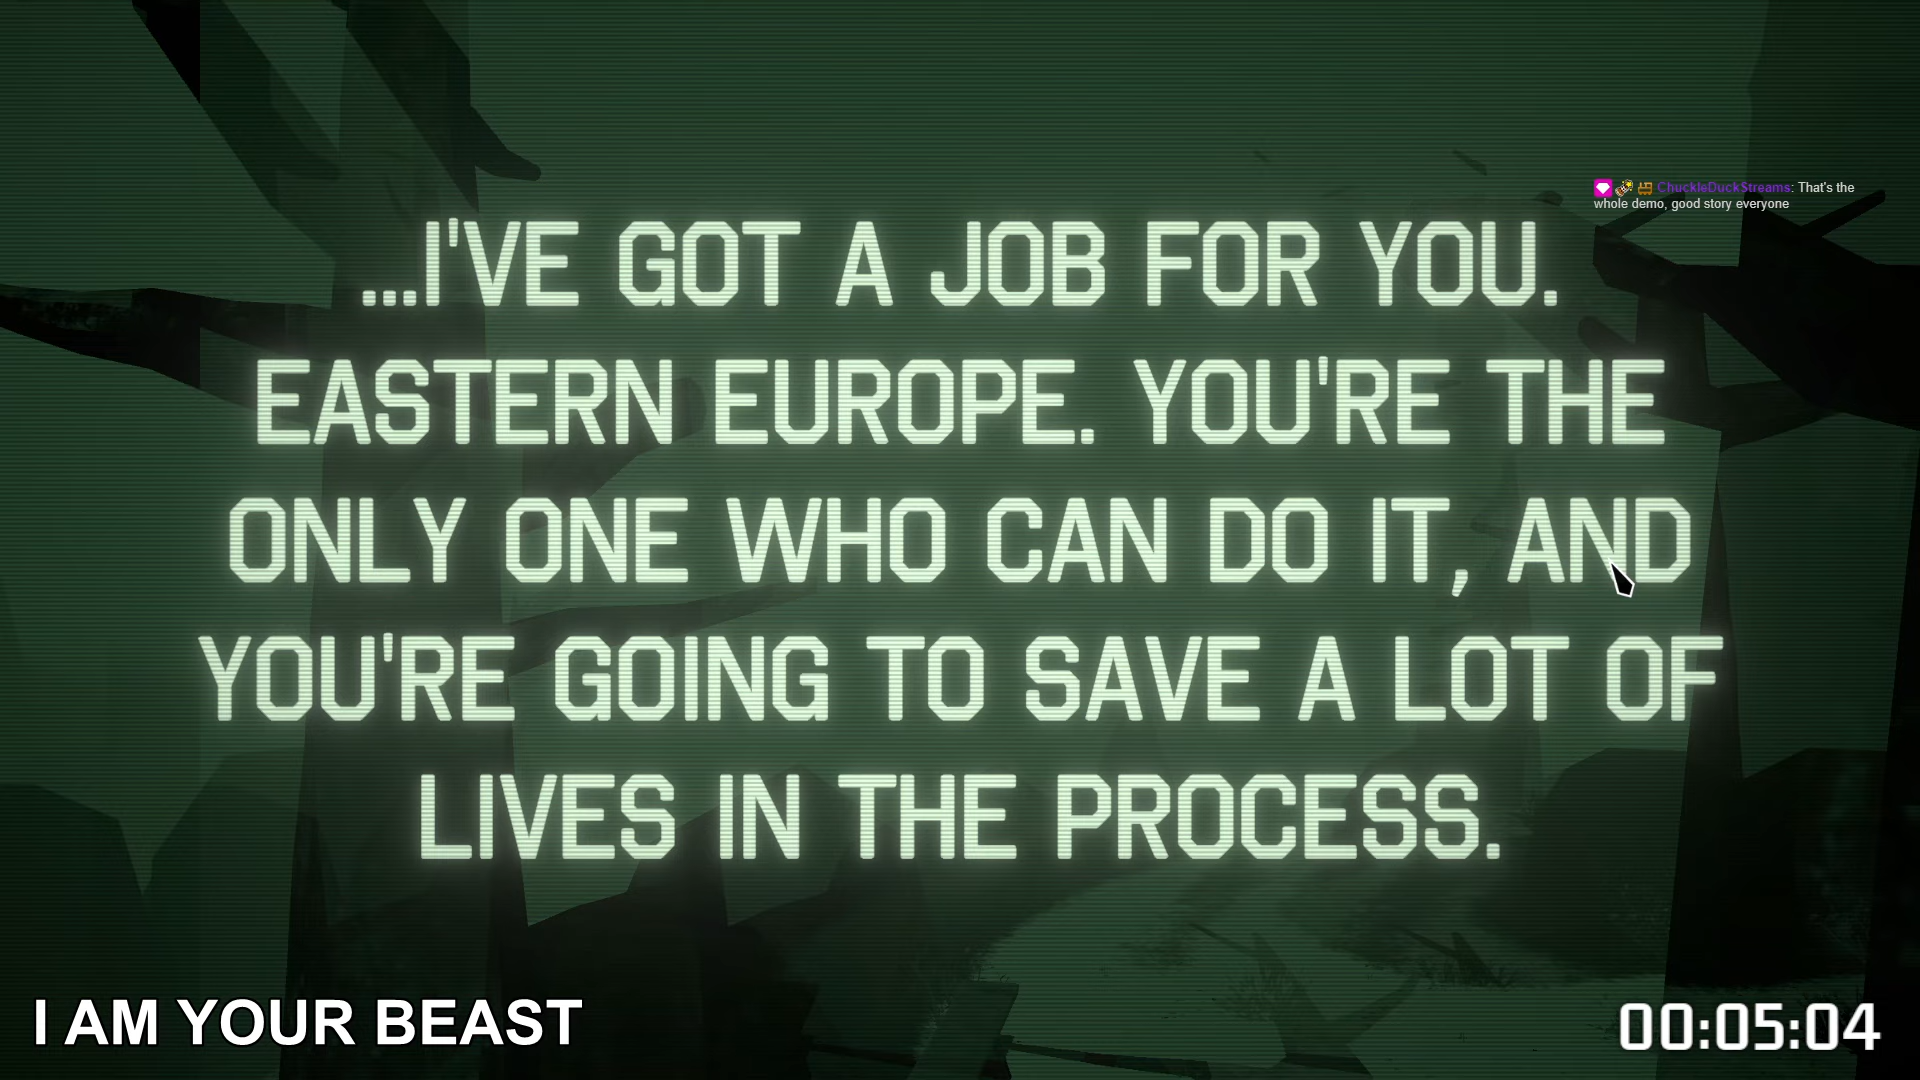 ChuckleDuckStreams: That's the
whole demo, good story everyone
...I'VE GOT A JOB FOR YOU.
EASTERN EUROPE. YOU'RE THE
ONLY ONE WHO CAN DO IT, AND
YOU'RE GOING TO SAVE A LOT OF
LIVES IN THE PROCESS.
I AM YOUR BEAST
00:05:04